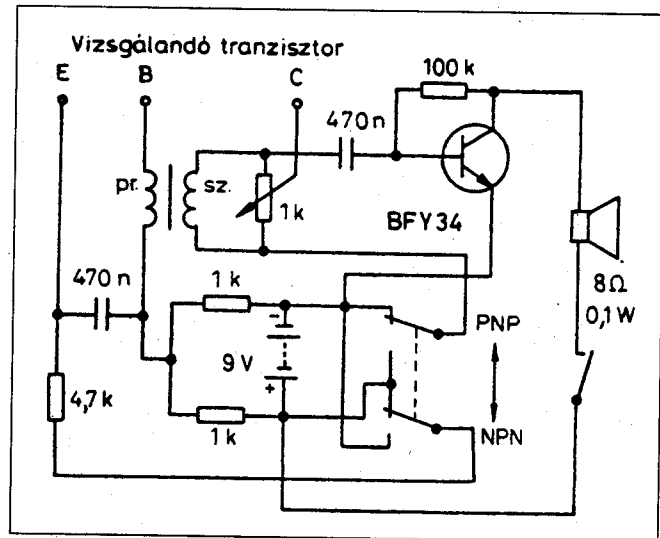 Vizsgálandó tranzisztor
E
B
C
100 k
470 n
pr.
sz.
1 k
BFY34
470 n
1 k
8Ω
0,1 W
PNP
9 V
-
+
4,7 k
1 k
NPN